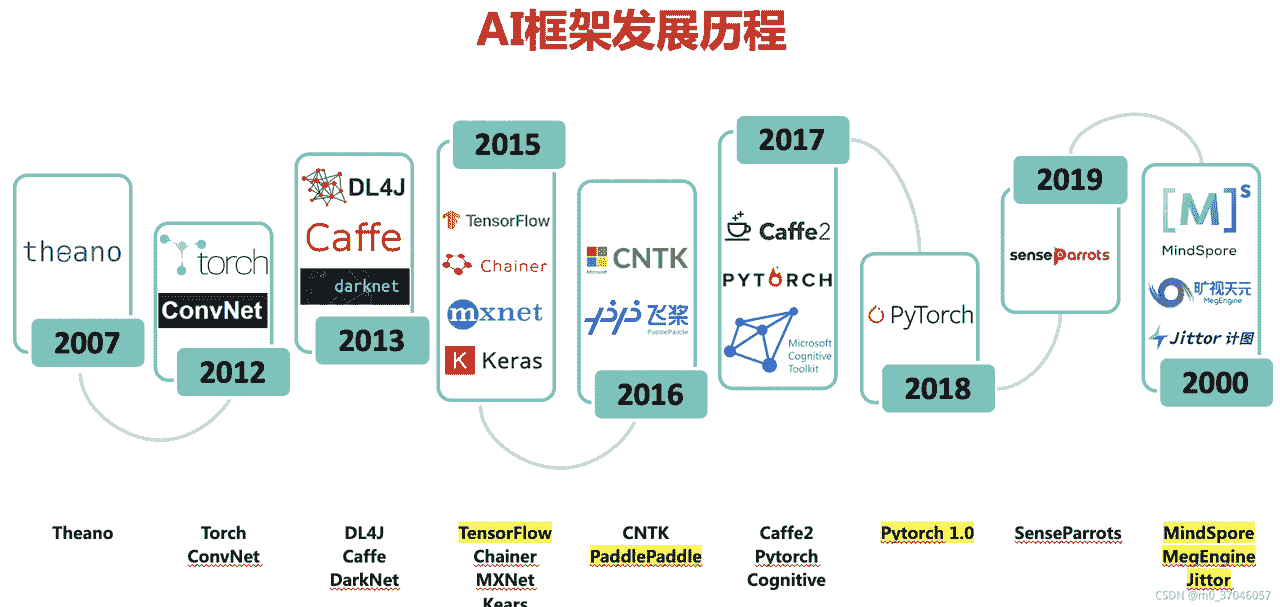 AI框架发展历程
theano
2007
torch
ConvNet
2012
DL4J
Caffe
darknet
2013
2015
TensorFlow
Chainer
mxnet
K Keras
Microsoft
CNTK
飞桨
PaddlePaddle
2016
2017
Caffe2
PYTORCH
Microsoft
Cognitive
Toolkit
PyTorch
2018
2019
senseParrots
[M]S
MindSpore
旷视天元
MegEngine
Jittor 计图
2000
Theano
Torch
ConvNet
DL4J
Caffe
DarkNet
TensorFlow
Chainer
MXNet
Kears
CNTK
PaddlePaddle
Caffe2
Pytorch
Cognitive
Pytorch 1.0
SenseParrots
MindSpore
MegEngine
Jittor
CSDN @m0_37046057